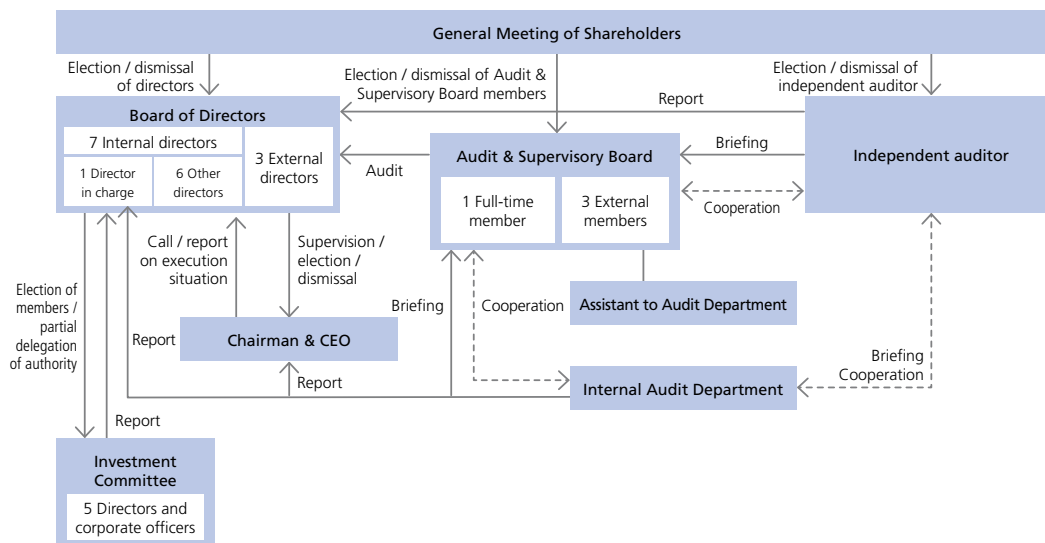 General Meeting of Shareholders
Election / dismissal
of directors
Election / dismissal of Audit &
Supervisory Board members
Election / dismissal of
independent auditor
Report
Board of Directors
7 Internal directors
1 Director
in charge
6 Other
directors
3 External
directors
Audit
Audit & Supervisory Board
1 Full-time
member
3 External
members
Briefing
Cooperation
Independent auditor
Call / report
on execution
situation
Supervision /
election /
dismissal
Election of
members /
partial
delegation
of authority
Briefing
Cooperation
Assistant to Audit Department
Report
Chairman & CEO
Report
Internal Audit Department
Briefing
Cooperation
Report
Investment
Committee
5 Directors and
corporate officers